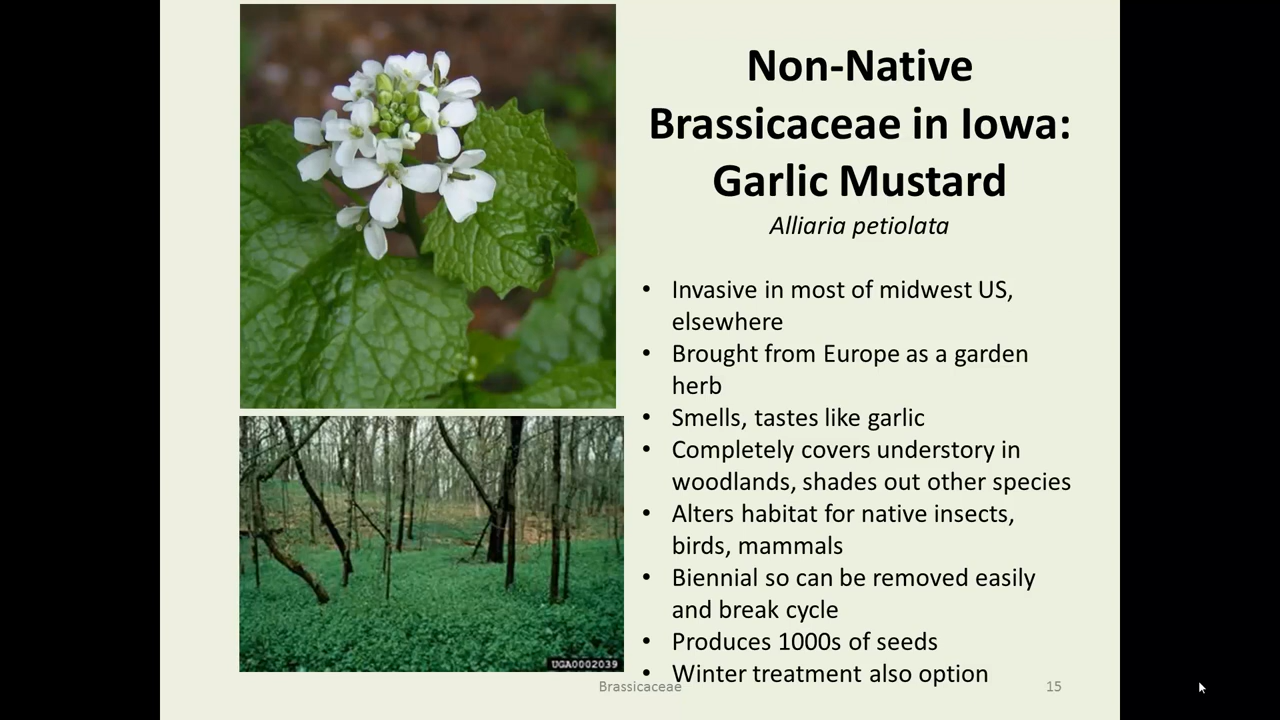 Non-Native
Brassicaceae in Iowa:
Garlic Mustard
Alliaria petiolata
• Invasive in most of midwest US,
elsewhere
• Brought from Europe as a garden
herb
• Smells, tastes like garlic
• Completely covers understory in
woodlands, shades out other species
• Alters habitat for native insects,
birds, mammals
• Biennial so can be removed easily
and break cycle
• Produces 1000s of seeds
• Winter treatment also option
UGA0002039
Brassicaceae
15